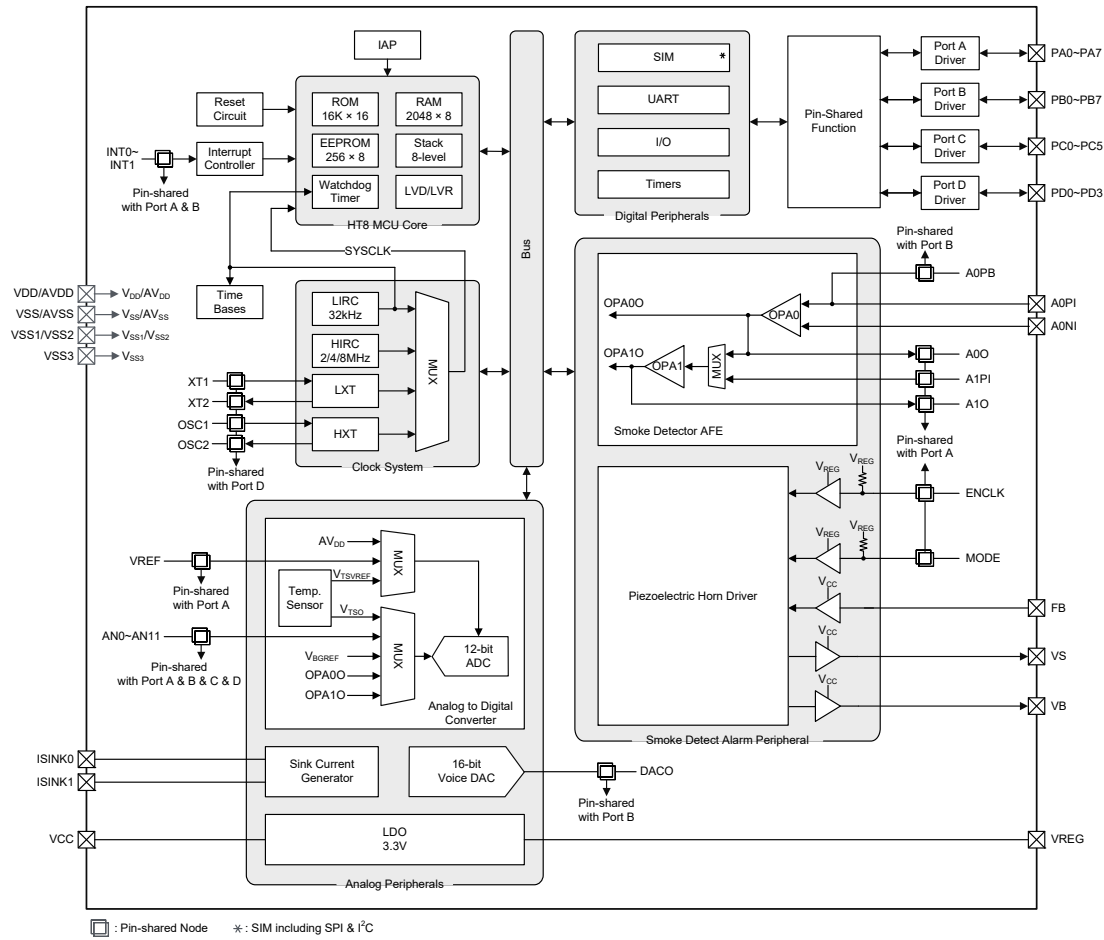 IAP
Reset
Circuit
ROM
16K × 16
RAM
2048 × 8
EEPROM
256 × 8
Stack
8-level
Watchdog
Timer
LVD/LVR
HT8 MCU Core
INT0~
INT1
Interrupt
Controller
Pin-shared
with Port A & B
SYSCLK
Time
Bases
Bus
SIM *
UART
I/O
Timers
Digital Peripherals
Pin-Shared
Function
Port A
Driver
PA0~PA7
Port B
Driver
PB0~PB7
Port C
Driver
PC0~PC5
Port D
Driver
PD0~PD3
VDD/AVDD
VDD/AVDD
VSS/AVSS
VSS/AVSS
VSS1/VSS2
VSS1/VSS2
VSS3
VSS3
LIRC
32kHz
HIRC
2/4/8MHz
LXT
HXT
MUX
Clock System
XT1
XT2
OSC1
OSC2
Pin-shared
with Port D
Pin-shared
with Port B
A0PB
A0PI
A0NI
OPA0O
OPA0
OPA1O
OPA1
MUX
A0O
A1PI
A1O
Smoke Detector AFE
Pin-shared
with Port A
VREG
VREG
ENCLK
VREG
VREG
MODE
Piezoelectric Horn Driver
VCC
FB
VCC
VS
VCC
VB
Smoke Detect Alarm Peripheral
VREF
Pin-shared
with Port A
AVDD
MUX
VTSVREF
Temp.
Sensor
VTSO
AN0~AN11
Pin-shared
with Port A & B & C & D
VBGREF
OPA0O
OPA1O
MUX
12-bit
ADC
Analog to Digital
Converter
ISINK0
ISINK1
Sink Current
Generator
16-bit
Voice DAC
DACO
Pin-shared
with Port B
VCC
LDO
3.3V
VREG
Analog Peripherals
: Pin-shared Node
* : SIM including SPI & I²C